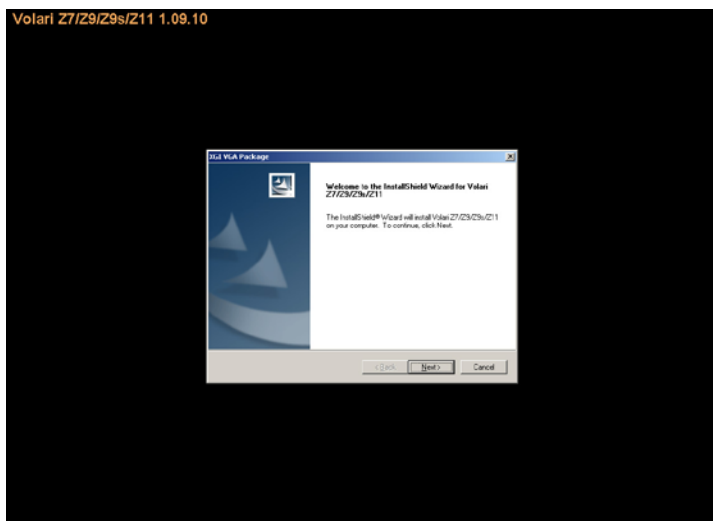 Volari Z7/Z9/Z9s/Z11 1.09.10
XGI VGA Package
Welcome to the InstallShield Wizard for Volari
Z7/Z9/Z9s/Z11
The InstallShield® Wizard will install Volari Z7/Z9/Z9s/Z11
on your computer. To continue, click Next.
< Back
Next >
Cancel